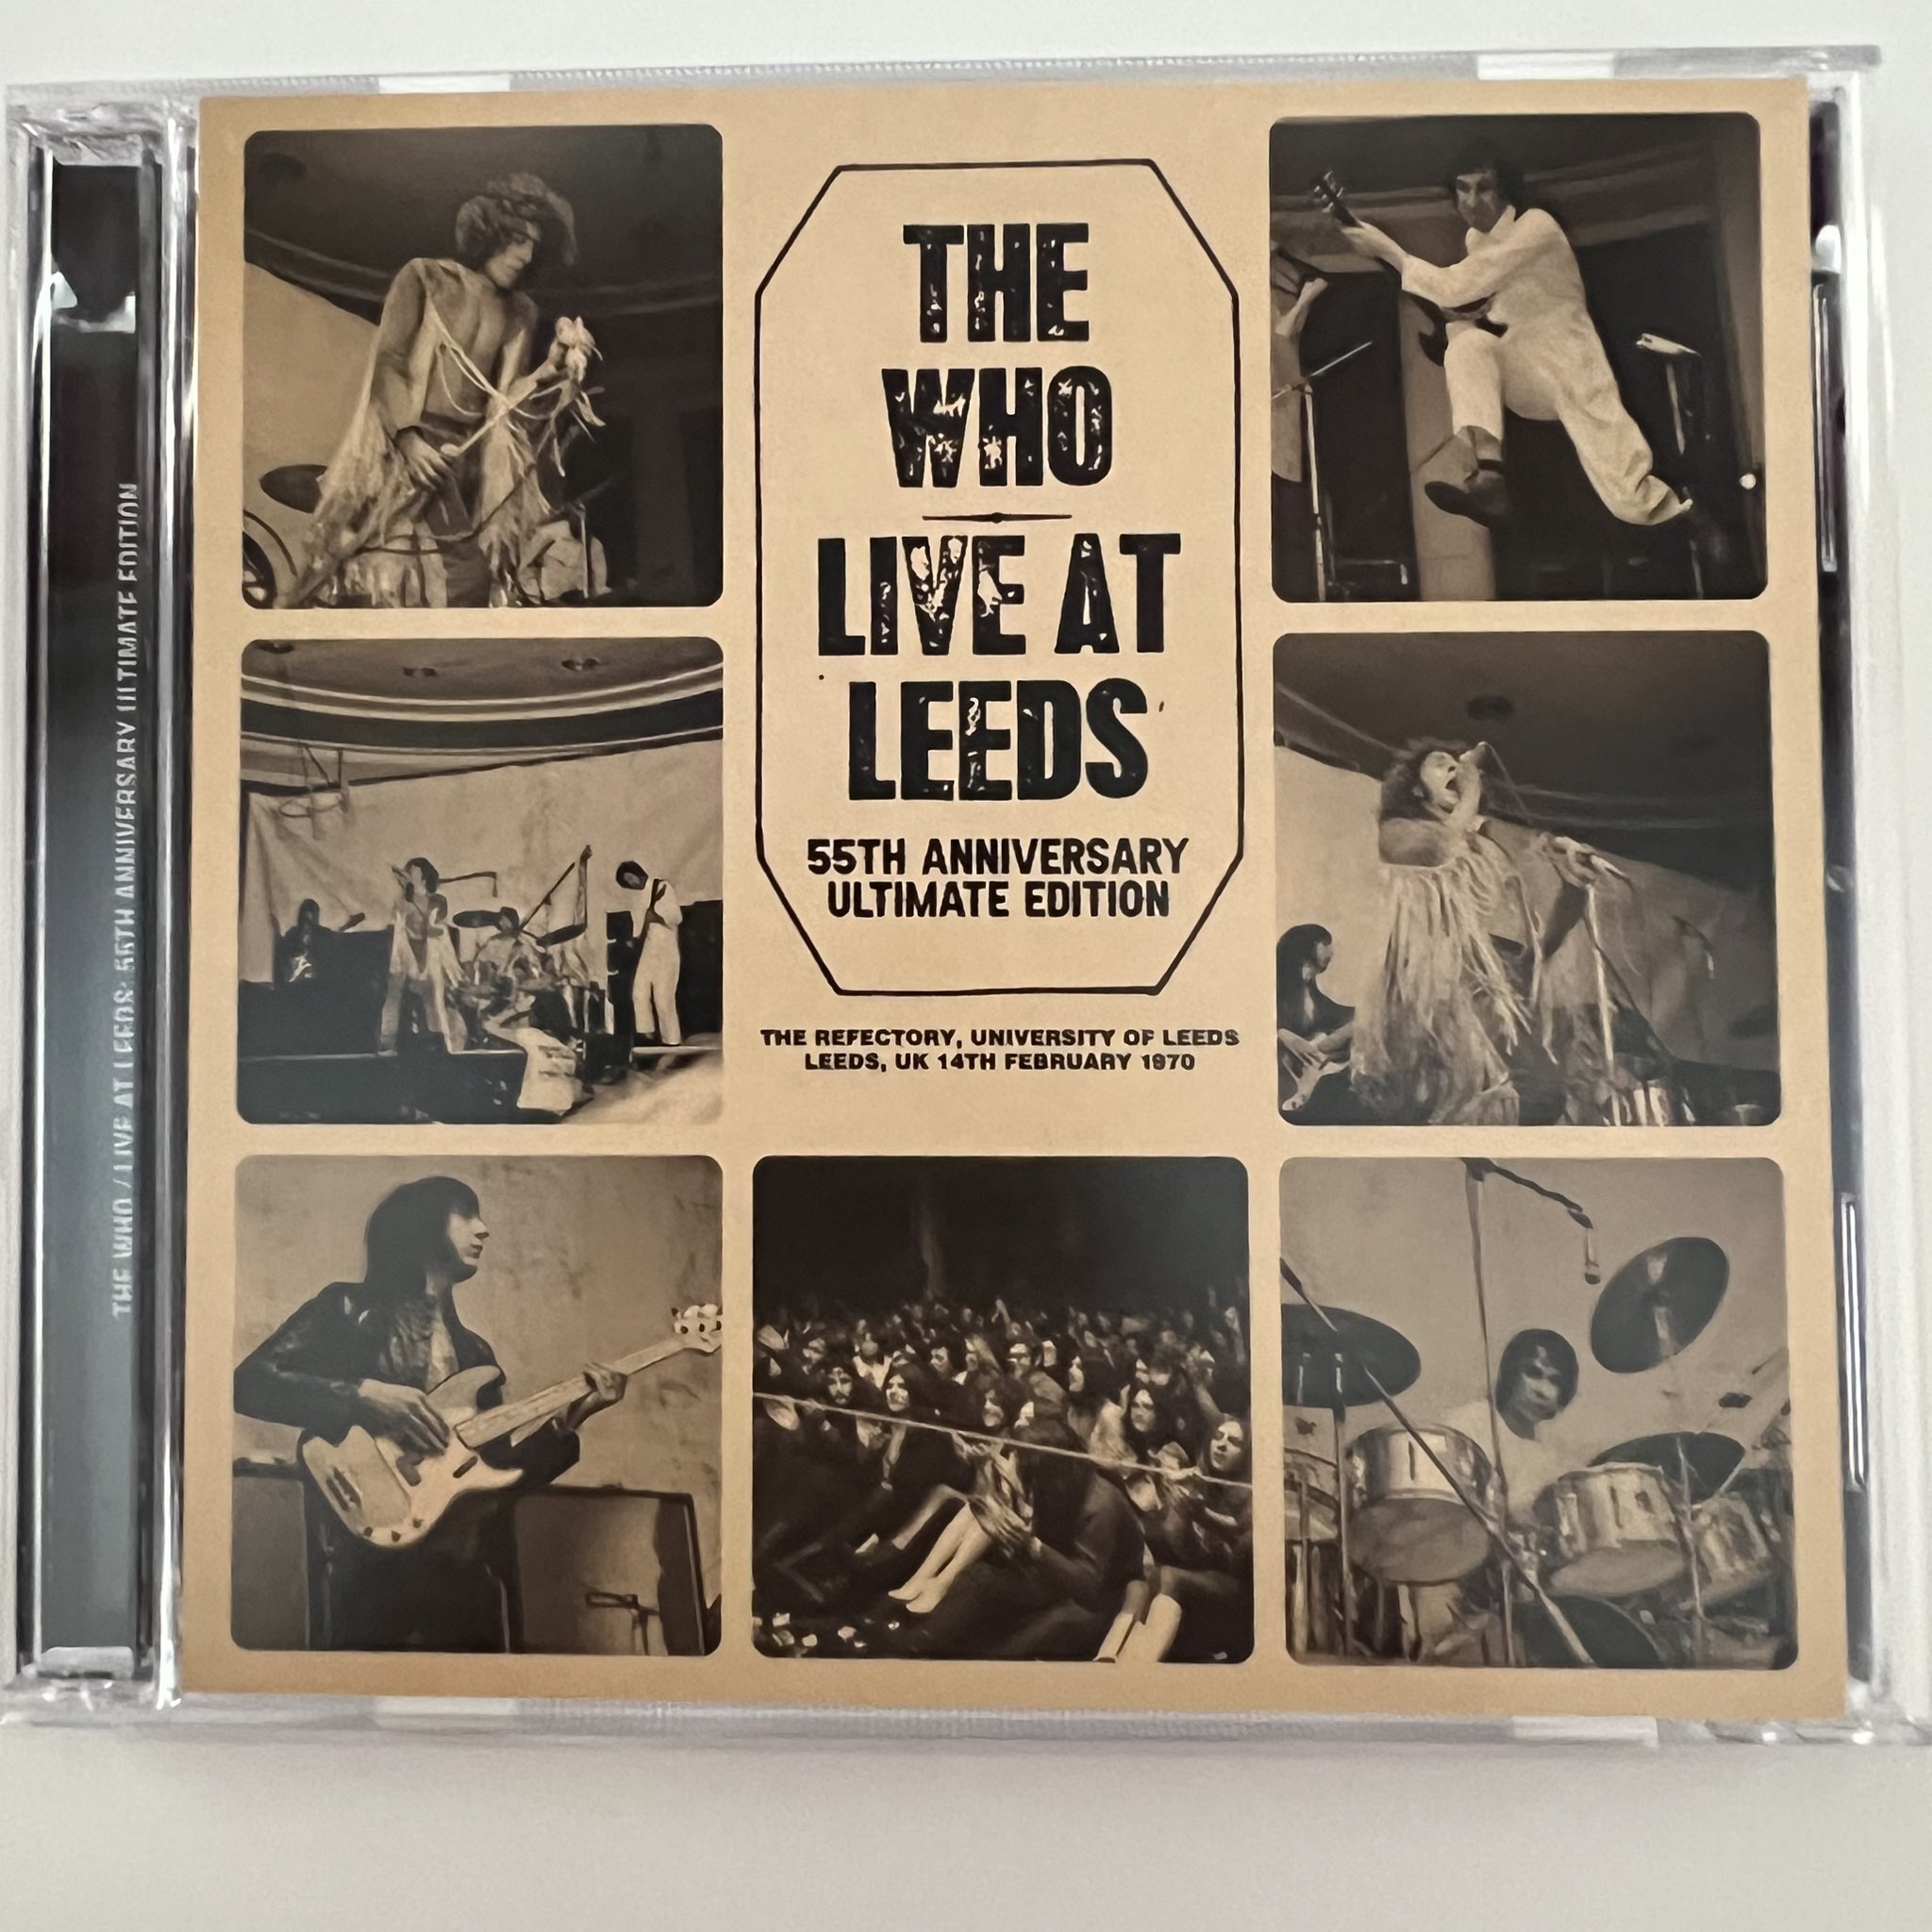 THE WHO / LIVE AT LEEDS: 55TH ANNIVERSARY ULTIMATE EDITION
THE
WHO
LIVE AT
LEEDS
55TH ANNIVERSARY
ULTIMATE EDITION
THE REFECTORY, UNIVERSITY OF LEEDS
LEEDS, UK 14TH FEBRUARY 1970